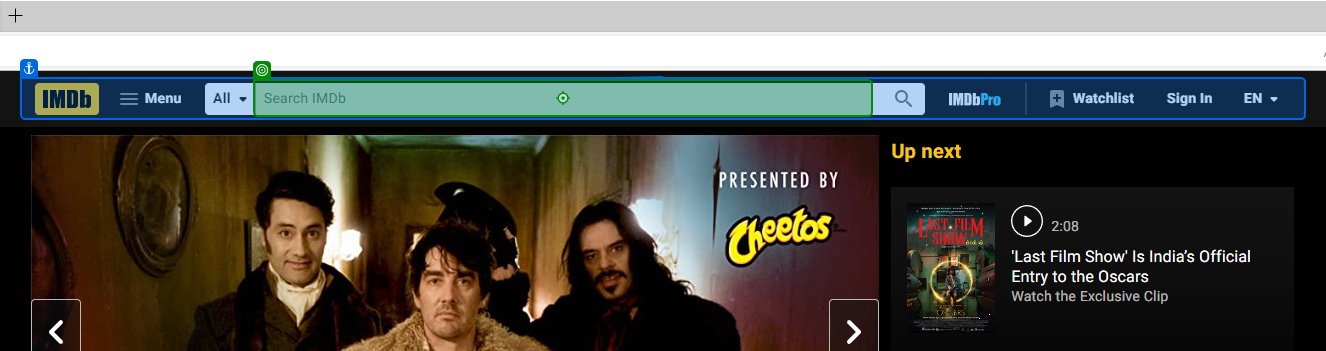 IMDb Menu All Search IMDb IMDbPro Watchlist Sign In EN
PRESENTED BY
Cheetos
Up next
LAST FILM SHOW
2:08
'Last Film Show' Is India’s Official
Entry to the Oscars
Watch the Exclusive Clip